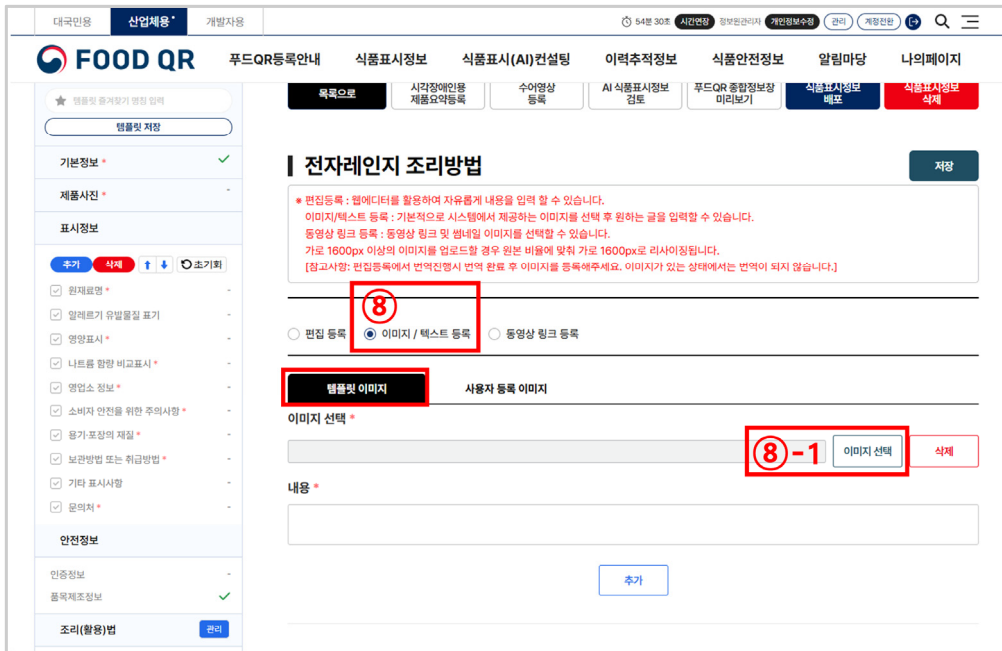 대국민용 산업체용 개발자용 54분 30초 시간연장 정보원관리자 개인정보수정 관리 계정전환
FOOD QR 푸드QR등록안내 식품표시정보 식품표시(AI)컨설팅 이력추적정보 식품안전정보 알림마당 나의페이지
템플릿 즐겨찾기 명칭 입력
템플릿 저장
기본정보 *
제품사진 * -
표시정보
추가 삭제 초기화
원재료명 * -
알레르기 유발물질 표기 -
영양표시 * -
나트륨 함량 비교표시 * -
영업소 정보 * -
소비자 안전을 위한 주의사항 * -
용기·포장의 재질 * -
보관방법 또는 취급방법 * -
기타 표시사항 -
문의처 * -
안전정보
인증정보 -
품목제조정보
조리(활용)법 관리
목록으로
시각장애인용
제품요약등록
수어영상
등록
AI 식품표시정보
검토
푸드QR 종합정보창
미리보기
식품표시정보
배포
식품표시정보
삭제
전자레인지 조리방법
저장
※ 편집등록 : 웹에디터를 활용하여 자유롭게 내용을 입력 할 수 있습니다.
이미지/텍스트 등록 : 기본적으로 시스템에서 제공하는 이미지를 선택 후 원하는 글을 입력할 수 있습니다.
동영상 링크 등록 : 동영상 링크 및 썸네일 이미지를 선택할 수 있습니다.
가로 1600px 이상의 이미지를 업로드할 경우 원본 비율에 맞춰 가로 1600px로 리사이징됩니다.
[참고사항: 편집등록에서 번역진행시 번역 완료 후 이미지를 등록해주세요. 이미지가 있는 상태에서는 번역이 되지 않습니다.]
⑧
편집 등록 이미지 / 텍스트 등록 동영상 링크 등록
템플릿 이미지 사용자 등록 이미지
이미지 선택 *
⑧-1 이미지 선택 삭제
내용 *
추가